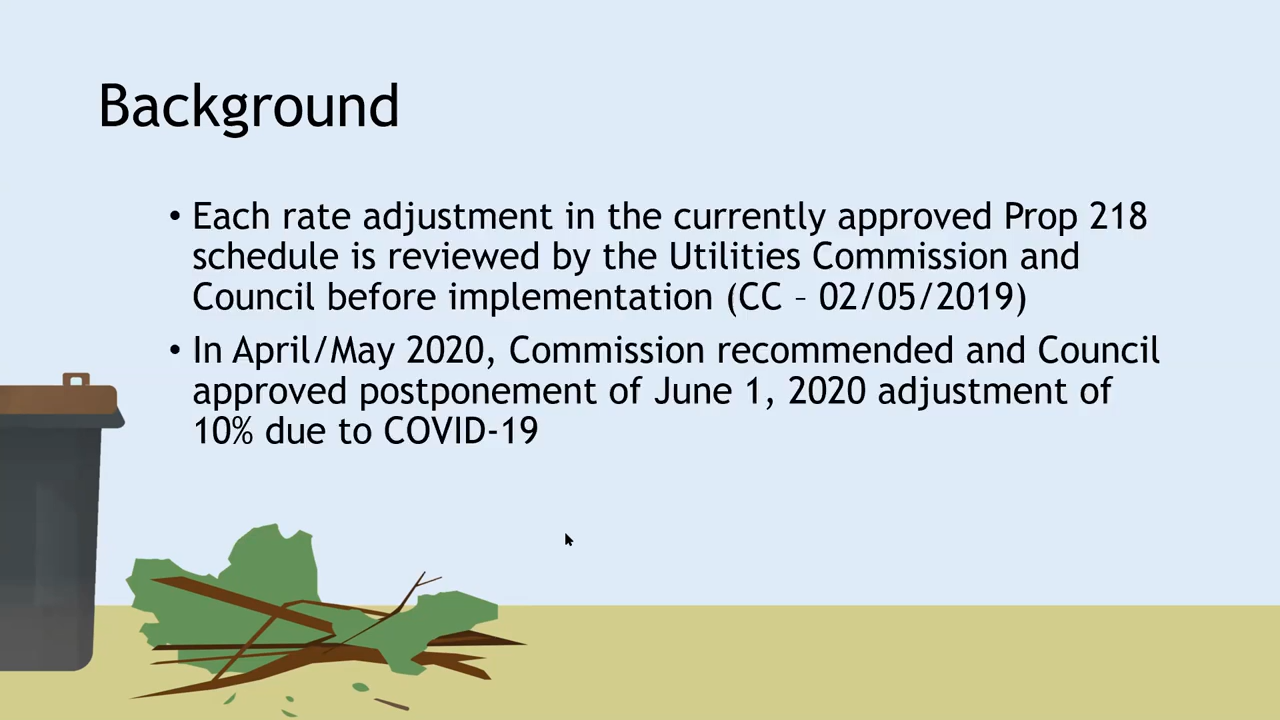 Background
• Each rate adjustment in the currently approved Prop 218
schedule is reviewed by the Utilities Commission and
Council before implementation (CC – 02/05/2019)
• In April/May 2020, Commission recommended and Council
approved postponement of June 1, 2020 adjustment of
10% due to COVID-19